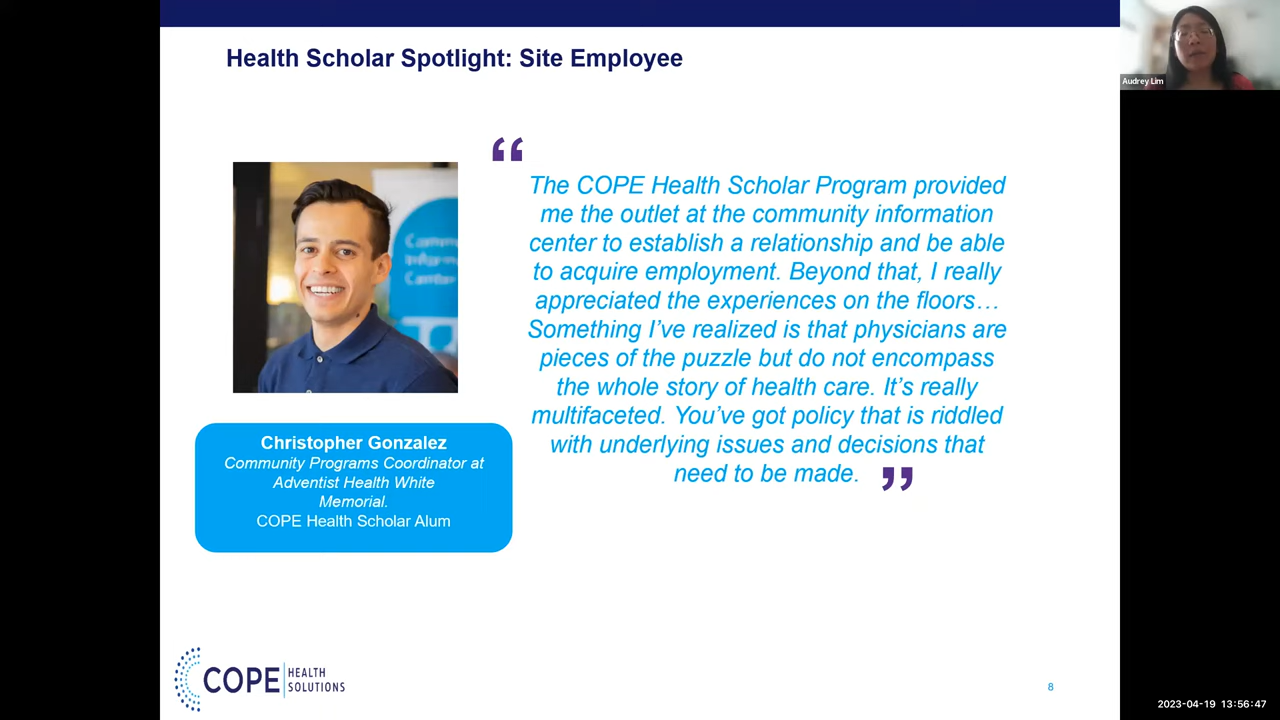 Health Scholar Spotlight: Site Employee
Audrey Lim
“
The COPE Health Scholar Program provided
me the outlet at the community information
center to establish a relationship and be able
to acquire employment. Beyond that, I really
appreciated the experiences on the floors…
Something I’ve realized is that physicians are
pieces of the puzzle but do not encompass
the whole story of health care. It’s really
multifaceted. You’ve got policy that is riddled
with underlying issues and decisions that
need to be made. ”
Christopher Gonzalez
Community Programs Coordinator at
Adventist Health White
Memorial.
COPE Health Scholar Alum
COPE HEALTH
SOLUTIONS
8
2023-04-19 13:56:47